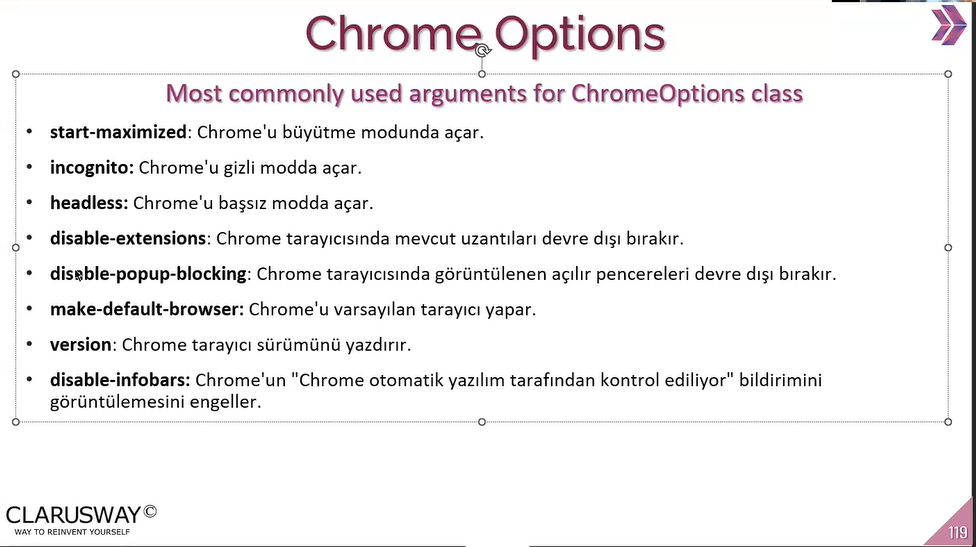 Chrome Options
Most commonly used arguments for ChromeOptions class
• start-maximized: Chrome'u büyütme modunda açar.
• incognito: Chrome'u gizli modda açar.
• headless: Chrome'u başsız modda açar.
• disable-extensions: Chrome tarayıcısında mevcut uzantıları devre dışı bırakır.
• disable-popup-blocking: Chrome tarayıcısında görüntülenen açılır pencereleri devre dışı bırakır.
• make-default-browser: Chrome'u varsayılan tarayıcı yapar.
• version: Chrome tarayıcı sürümünü yazdırır.
• disable-infobars: Chrome'un "Chrome otomatik yazılım tarafından kontrol ediliyor" bildirimini
görüntülemesini engeller.
CLARUSWAY©
WAY TO REINVENT YOURSELF
119